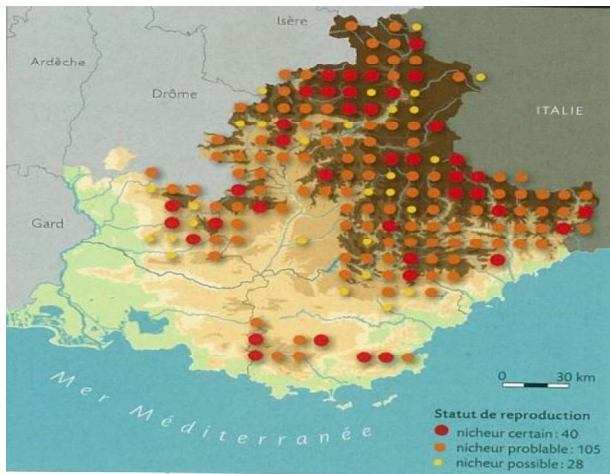 Isère
Ardèche
Drôme
ITALIE
Gard
Mer Méditerranée
0 30 km
Statut de reproduction
nicheur certain : 40
nicheur problable : 105
nicheur possible : 28